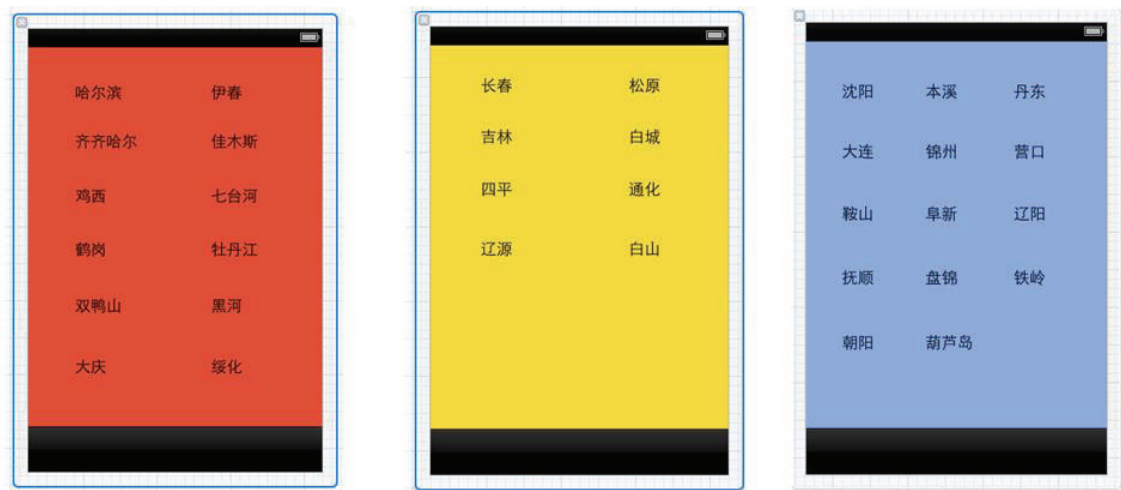 哈尔滨 伊春
齐齐哈尔 佳木斯
鸡西 七台河
鹤岗 牡丹江
双鸭山 黑河
大庆 绥化
长春 松原
吉林 白城
四平 通化
辽源 白山
沈阳 本溪 丹东
大连 锦州 营口
鞍山 阜新 辽阳
抚顺 盘锦 铁岭
朝阳 葫芦岛